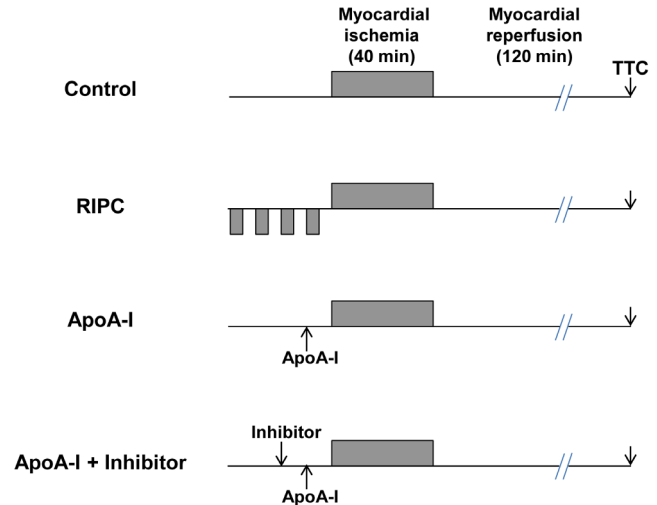 Myocardial
ischemia
(40 min)
Myocardial
reperfusion
(120 min)
TTC
Control
RIPC
ApoA-I
ApoA-I
Inhibitor
ApoA-I + Inhibitor
ApoA-I